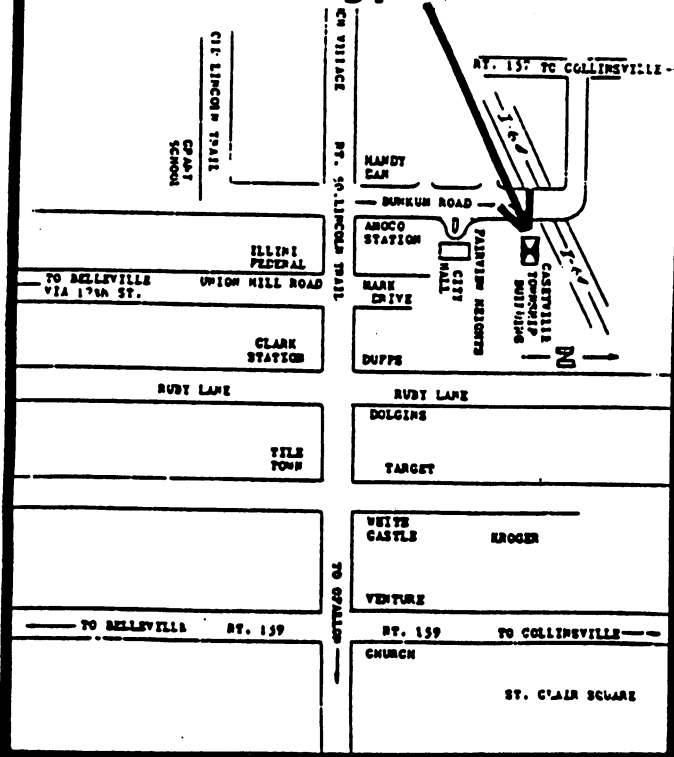 RT. 157 TO COLLINSVILLE
I-64
LINCOLN TRAIL
GRANT
SCHOOL
VILLAGE
RT. 50 LINCOLN TRAIL
HANDY
DAN
BUNKUM ROAD
AMOCO
STATION
FAIRVIEW HEIGHTS
CITY
HALL
CASEYVILLE
TOWNSHIP
BUILDING
I-64
N
ILLINI
FEDERAL
TO BELLEVILLE
VIA 17th ST.
UNION HILL ROAD
MARK
DRIVE
CLARK
STATION
DUFFS
RUBY LANE
RUBY LANE
DOLGINS
TILE
TOWN
TARGET
WHITE
CASTLE
KROGER
TO OFALLON
VENTURE
TO BELLEVILLE
RT. 159
RT. 159
TO COLLINSVILLE
CHURCH
ST. CLAIR SQUARE